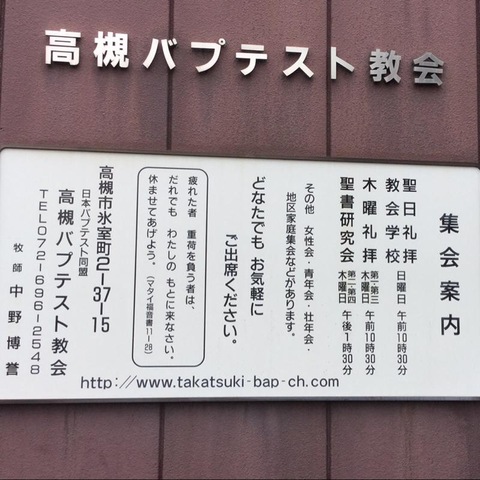 高槻バプテスト教会
集会案内
聖日礼拝 日曜日 午前10時30分
教会学校
木曜礼拝 第一・第三木曜日 午前10時30分
聖書研究会 第二・第四木曜日 午後1時30分
その他 女性会・青年会・壮年会・
地区家庭集会などがあります。
どなたでも お気軽に
ご出席ください。
疲れた者 重荷を負う者は、
だれでも わたしの もとに来なさい。
休ませてあげよう。(マタイ福音書11-28)
高槻市氷室町2-37-15
日本バプテスト同盟
高槻バプテスト教会
TEL072-696-2548
牧師 中野博誉
http://www.takatsuki-bap-ch.com